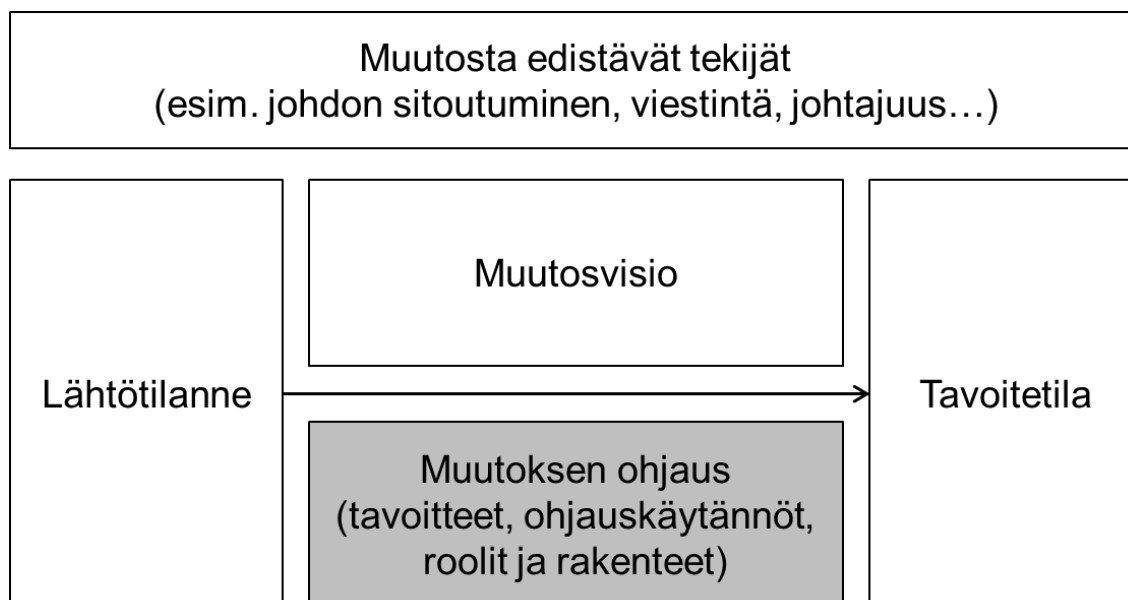 Muutosta edistävät tekijät
(esim. johdon sitoutuminen, viestintä, johtajuus…)
Muutosvisio
Lähtötilanne
Tavoitetila
Muutoksen ohjaus
(tavoitteet, ohjauskäytännöt,
roolit ja rakenteet)